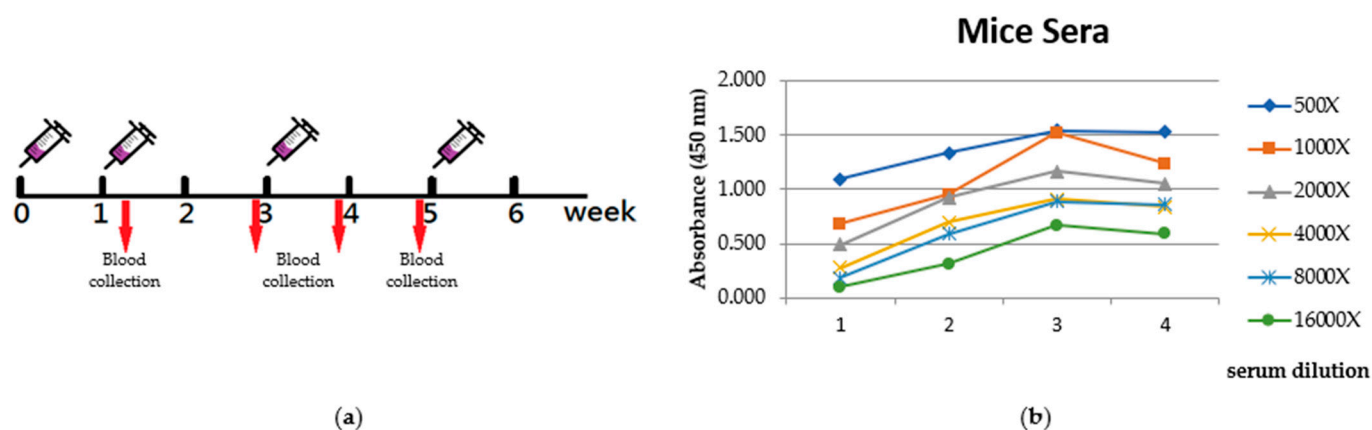 0 1 2 3 4 5 6 week
Blood
collection
Blood
collection
Blood
collection
(a)
Mice Sera
Absorbance (450 nm)
2.000
1.500
1.000
0.500
0.000
1 2 3 4
500X
1000X
2000X
4000X
8000X
16000X
serum dilution
(b)